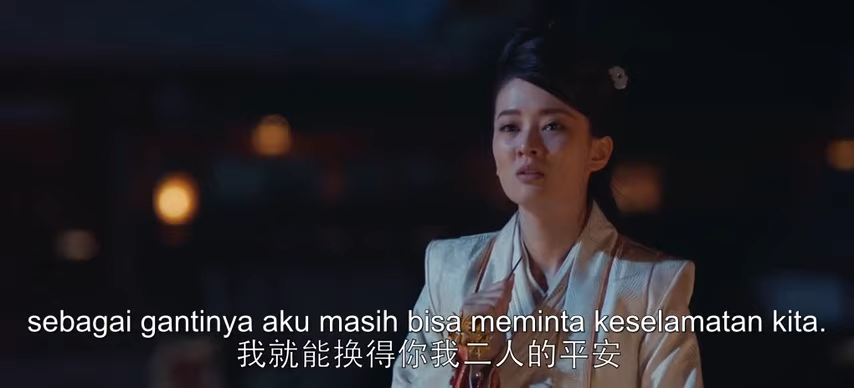 sebagai gantinya aku masih bisa meminta keselamatan kita.
我就能换得你我二人的平安